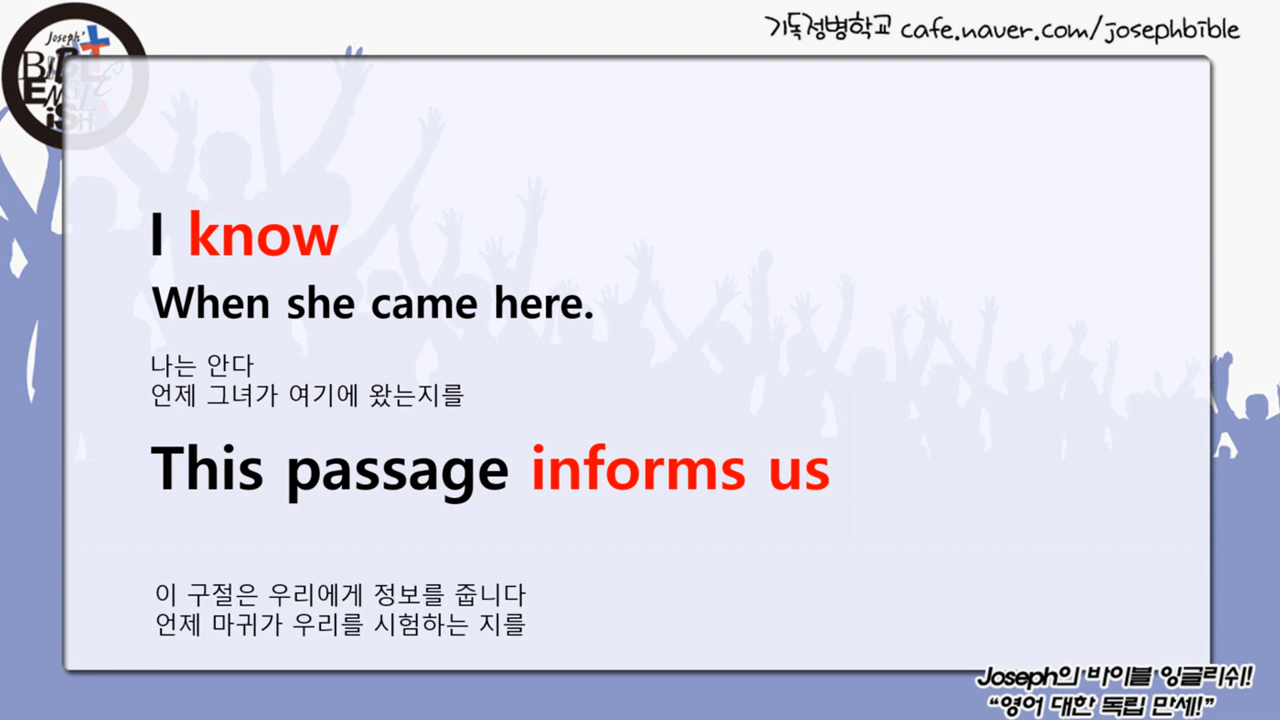 Joseph'
BIBLE
ENGLISH
기독정병학교 cafe.naver.com/josephbible
I know
When she came here.
나는 안다
언제 그녀가 여기에 왔는지를
This passage informs us
이 구절은 우리에게 정보를 줍니다
언제 마귀가 우리를 시험하는 지를
Joseph의 바이블 잉글리쉬!
“영어 대한 독립 만세!”